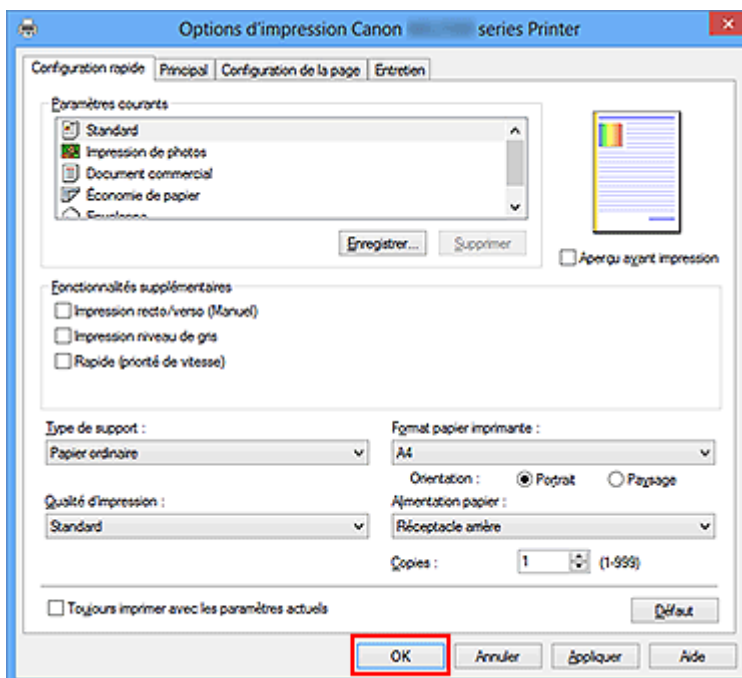 Options d'impression Canon series Printer
Configuration rapide Principal Configuration de la page Entretien
Paramètres courants
Standard
Impression de photos
Document commercial
Économie de papier
Enregistrer... Supprimer
Aperçu avant impression
Fonctionnalités supplémentaires
Impression recto/verso (Manuel)
Impression niveau de gris
Rapide (priorité de vitesse)
Type de support :
Papier ordinaire
Format papier imprimante :
A4
Orientation : Portrait Paysage
Qualité d'impression :
Standard
Alimentation papier :
Réceptacle arrière
Copies : 1 (1-999)
Toujours imprimer avec les paramètres actuels
Défaut
OK Annuler Appliquer Aide